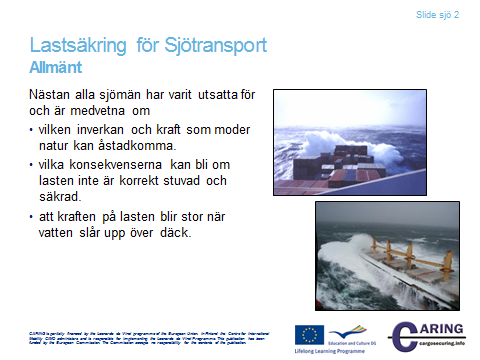 Slide sjö 2
Lastsäkring för Sjötransport
Allmänt
Nästan alla sjömän har varit utsatta för
och är medvetna om
• vilken inverkan och kraft som moder
natur kan åstadkomma.
• vilka konsekvenserna kan bli om
lasten inte är korrekt stuvad och
säkrad.
• att kraften på lasten blir stor när
vatten slår upp över däck.
CARING is partially financed by the Leonardo da Vinci programme of the European Union. In Finland the Centre for International
Mobility CIMO administers and is responsible for implementing the Leonardo da Vinci Programme. This publication has been
funded by the European Commission. The Commission accepts no responsibility for the contents of the publication.
Education and Culture DG
Lifelong Learning Programme
CARING
cargosecuring.info